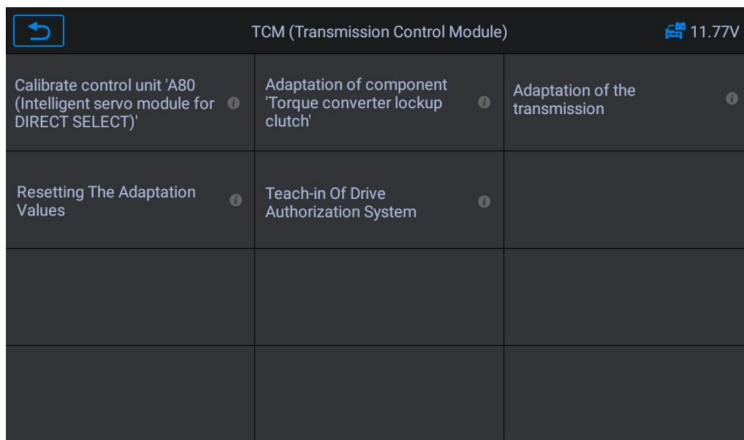 TCM (Transmission Control Module)
11.77V
Calibrate control unit 'A80
(Intelligent servo module for
DIRECT SELECT)'
Adaptation of component
'Torque converter lockup
clutch'
Adaptation of the
transmission
Resetting The Adaptation
Values
Teach-in Of Drive
Authorization System